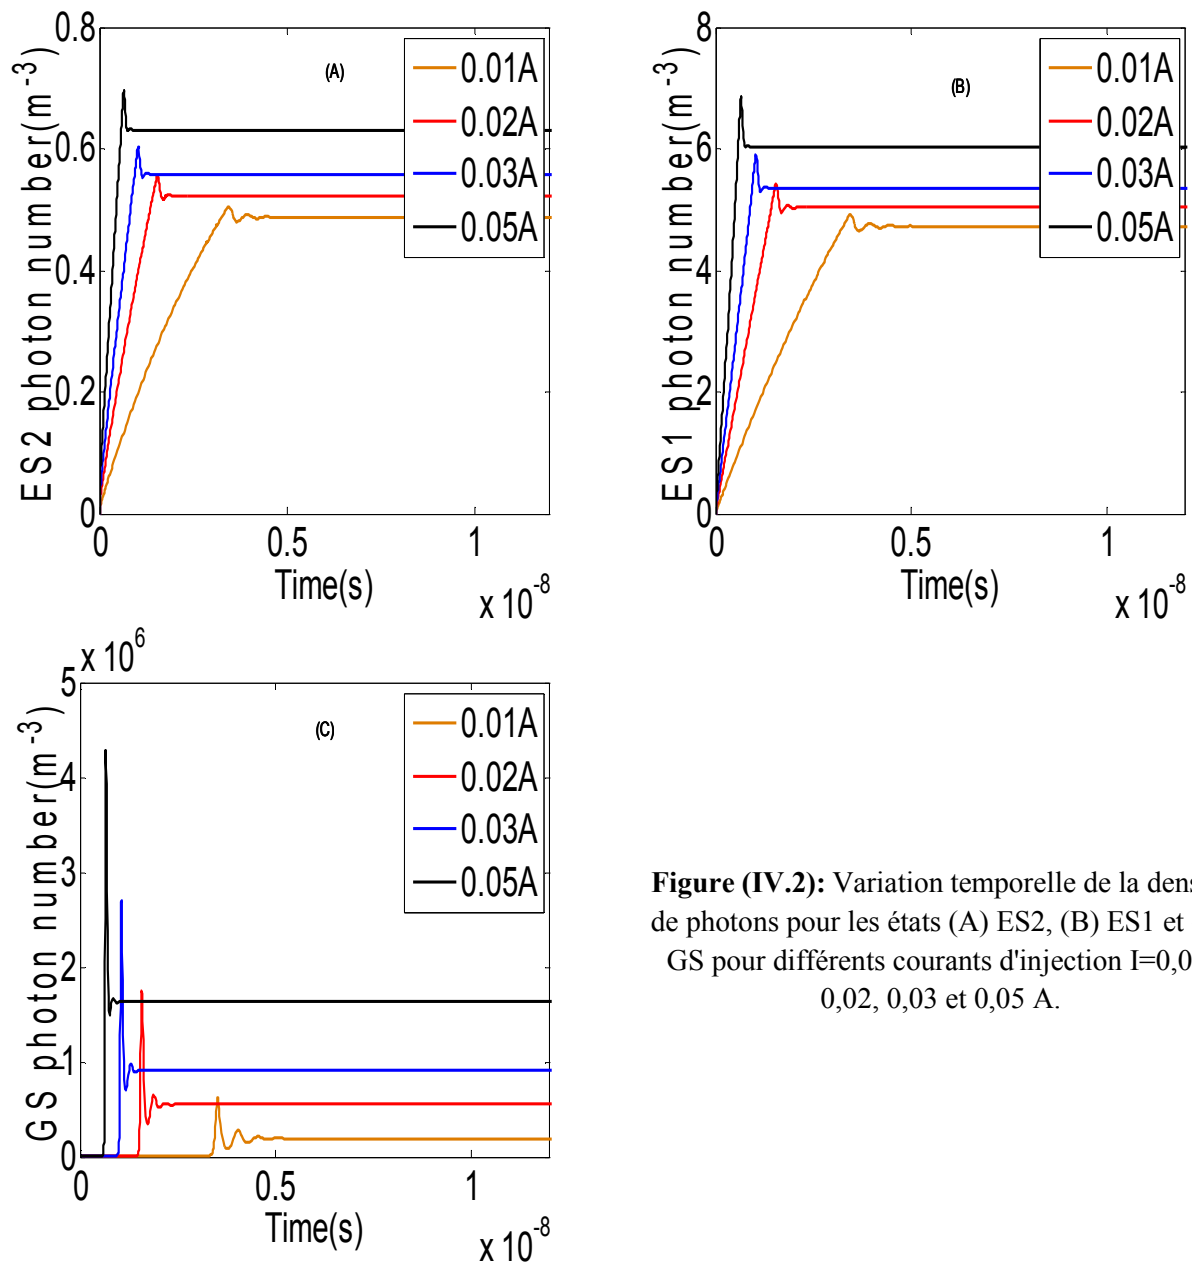 0.8
0.6
0.4
0.2
0
ES2 photon number(m⁻³)
(A)
0.01A
0.02A
0.03A
0.05A
0 0.5 1
Time(s)
x 10⁻⁸
8
6
4
2
0
ES1 photon number(m⁻³)
(B)
0.01A
0.02A
0.03A
0.05A
0 0.5 1
Time(s)
x 10⁻⁸
x 10⁶
5
4
3
2
1
0
GS photon number(m⁻³)
(C)
0.01A
0.02A
0.03A
0.05A
0 0.5 1
Time(s)
x 10⁻⁸
Figure (IV.2): Variation temporelle de la dens
de photons pour les états (A) ES2, (B) ES1 et
GS pour différents courants d'injection I=0,0
0,02, 0,03 et 0,05 A.